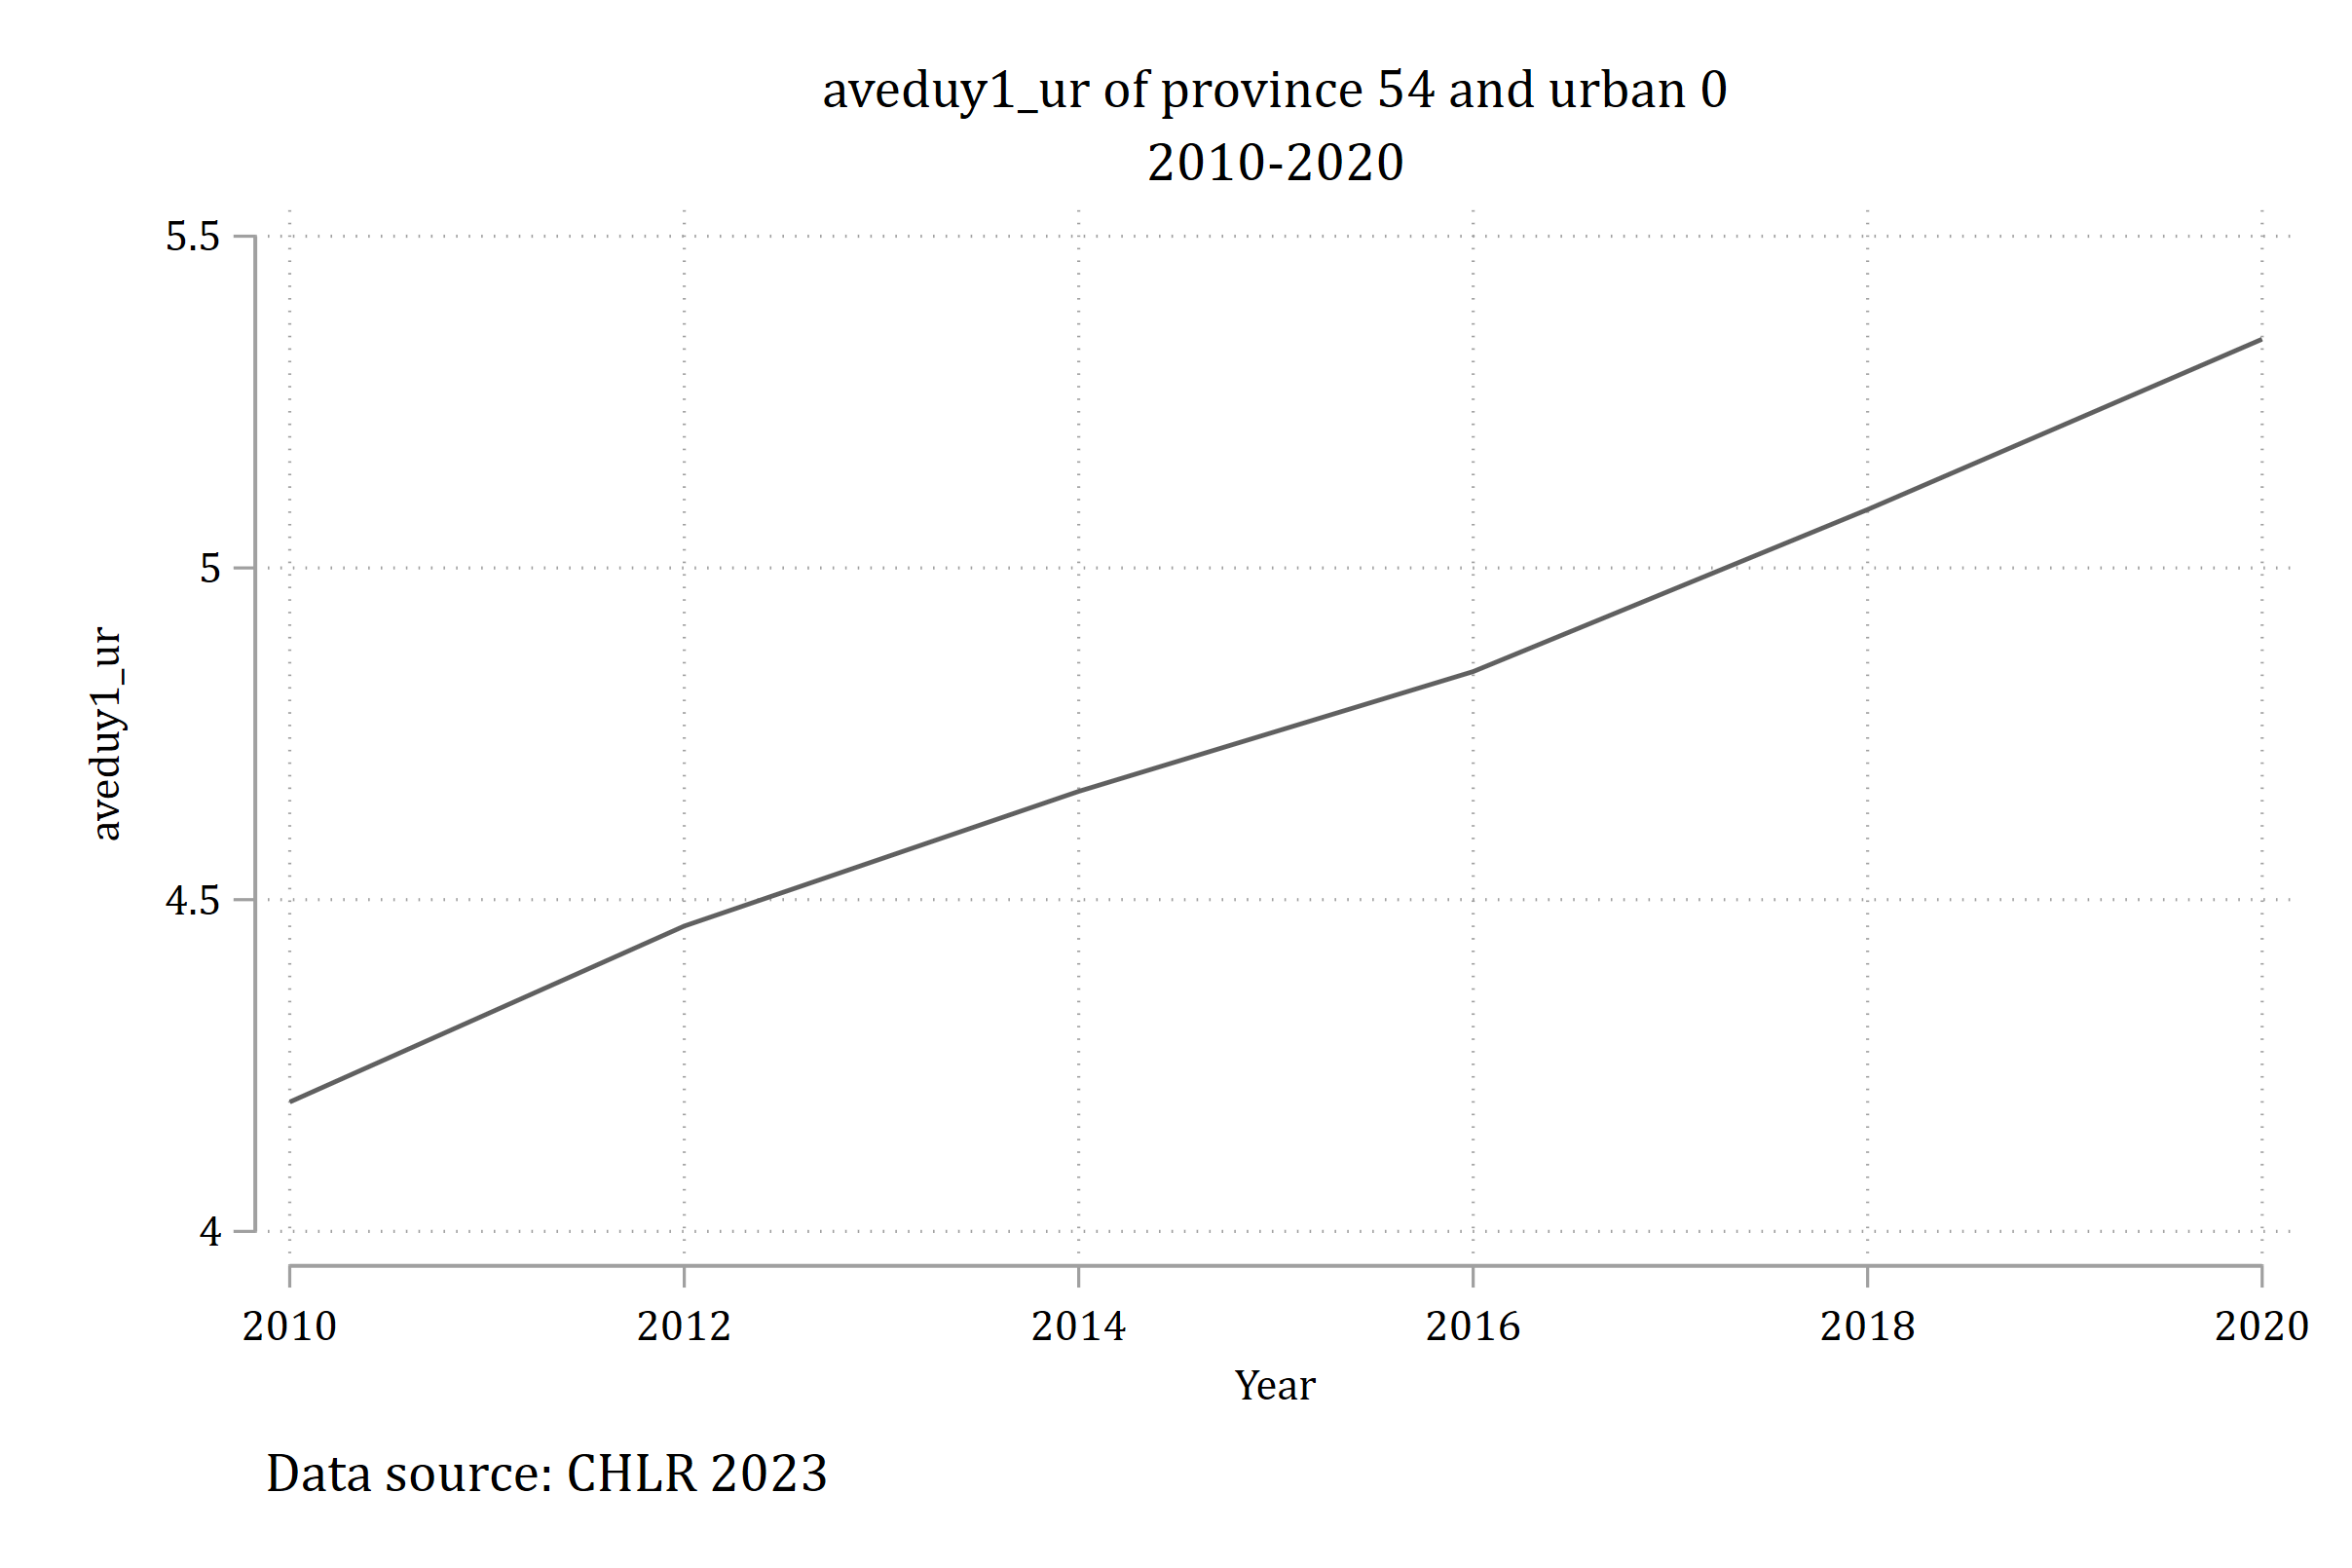 aveduy1_ur of province 54 and urban 0
2010-2020
5.5
5
4.5
4
aveduy1_ur
2010 2012 2014 2016 2018 2020
Year
Data source: CHLR 2023